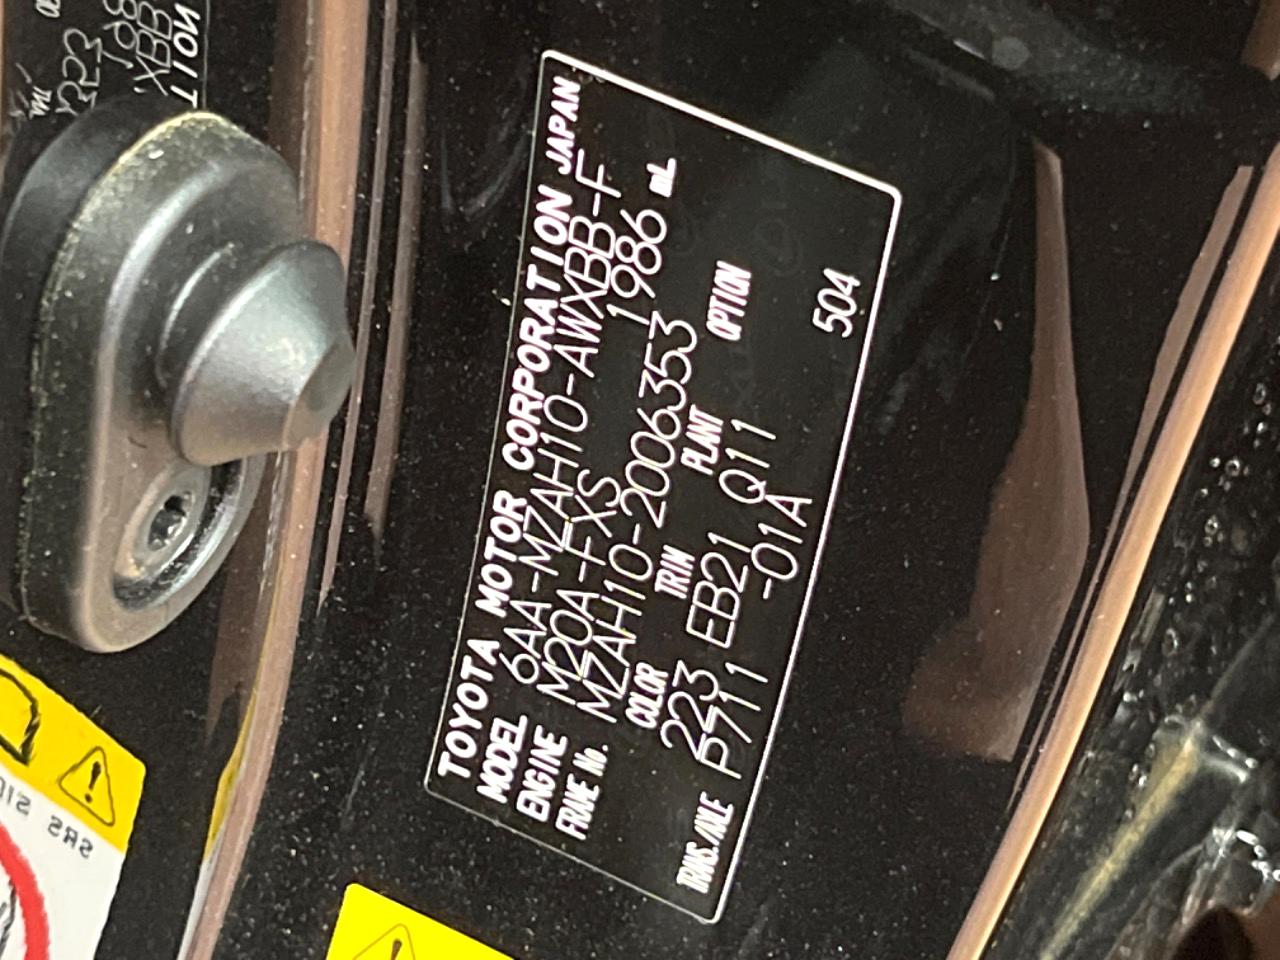 TOYOTA MOTOR CORPORATION JAPAN
MODEL 6AA-MZAH10-AWXBB-F
ENGINE M20A-FXS 1986 mL
FRAME No. MZAH10-2006353
COLOR TRIM PLANT OPTION
223 EB21 Q11
TRANS./AXLE P711 -01A 504
SRS